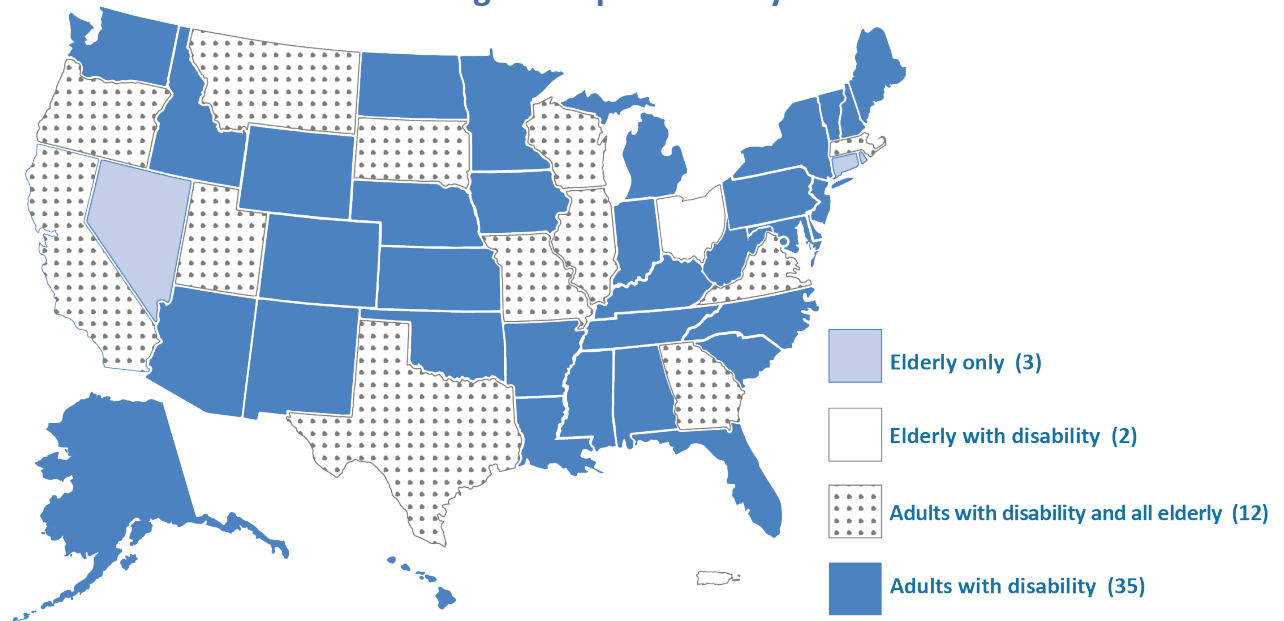 Elderly only (3)
Elderly with disability (2)
Adults with disability and all elderly (12)
Adults with disability (35)